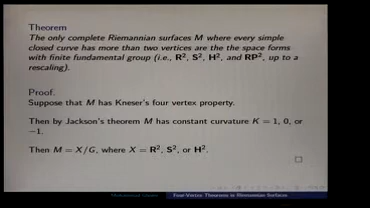 Theorem
The only complete Riemannian surfaces M where every simple
closed curve has more than two vertices are the the space forms
with finite fundamental group (i.e., R², S², H², and RP², up to a
rescaling).
Proof.
Suppose that M has Kneser's four vertex property.
Then by Jackson's theorem M has constant curvature K = 1, 0, or
−1.
Then M = X/G, where X = R², S², or H².
Four-Vertex Theorems in Riemannian Surfaces